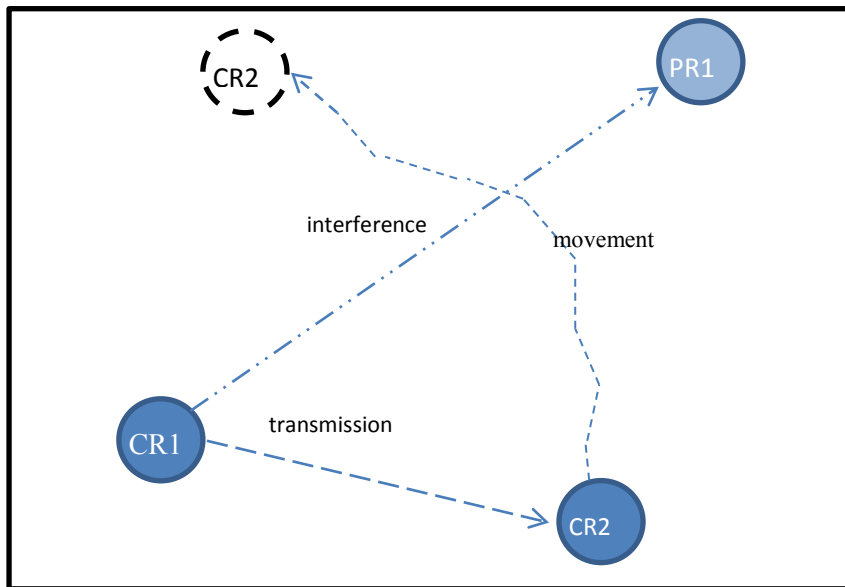 CR2
PR1
interference
movement
transmission
CR1
CR2